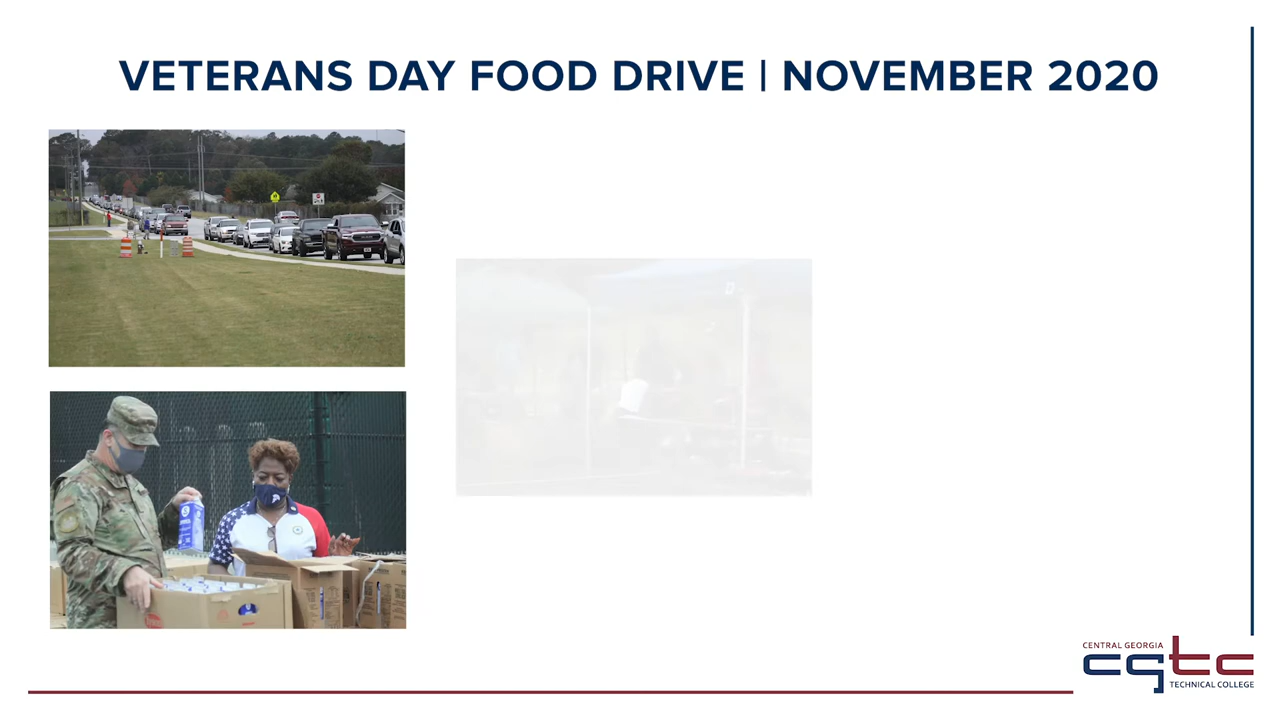 VETERANS DAY FOOD DRIVE | NOVEMBER 2020
CENTRAL GEORGIA
cgtc
TECHNICAL COLLEGE